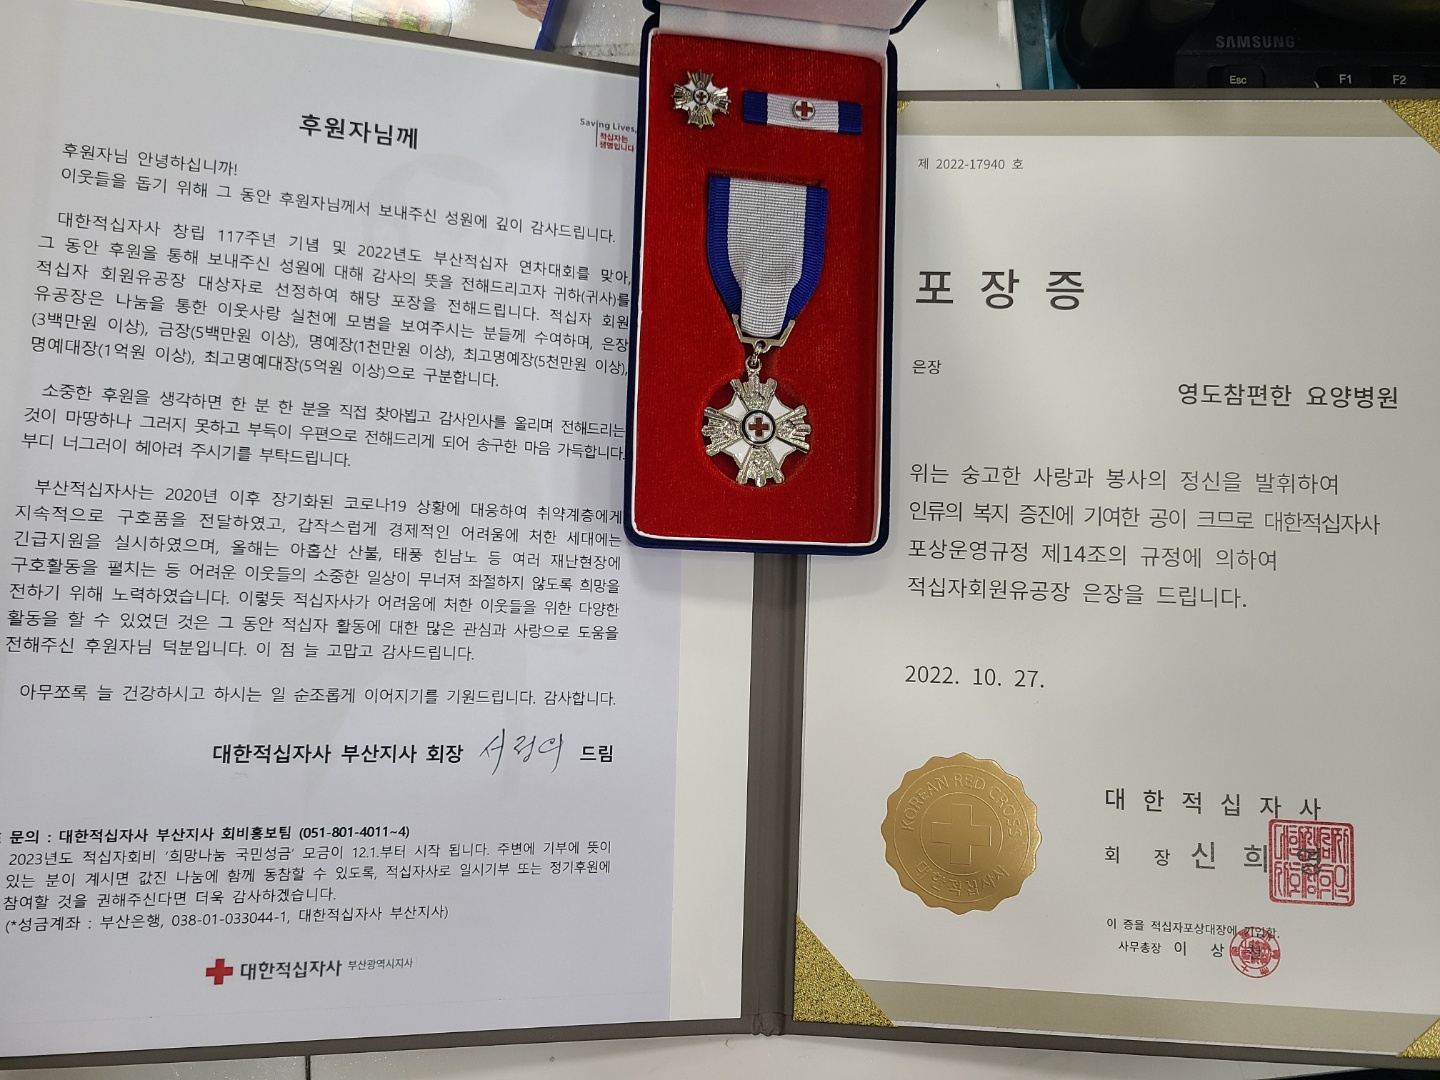 후원자님께
Saving Lives,
적십자는
생명입니다
후원자님 안녕하십니까!
이웃들을 돕기 위해 그 동안 후원자님께서 보내주신 성원에 깊이 감사드립니다.
대한적십자사 창립 117주년 기념 및 2022년도 부산적십자 연차대회를 맞아,
그 동안 후원을 통해 보내주신 성원에 대해 감사의 뜻을 전해드리고자 귀하(귀사)를
적십자 회원유공장 대상자로 선정하여 해당 포장을 전해드립니다. 적십자 회원
유공장은 나눔을 통한 이웃사랑 실천에 모범을 보여주시는 분들께 수여하며, 은장
(3백만원 이상), 금장(5백만원 이상), 명예장(1천만원 이상), 최고명예장(5천만원 이상),
명예대장(1억원 이상), 최고명예대장(5억원 이상)으로 구분합니다.
소중한 후원을 생각하면 한 분 한 분을 직접 찾아뵙고 감사인사를 올리며 전해드리는
것이 마땅하나 그러지 못하고 부득이 우편으로 전해드리게 되어 송구한 마음 가득합니다.
부디 너그러이 헤아려 주시기를 부탁드립니다.
부산적십자사는 2020년 이후 장기화된 코로나19 상황에 대응하여 취약계층에게
지속적으로 구호품을 전달하였고, 갑작스럽게 경제적인 어려움에 처한 세대에는
긴급지원을 실시하였으며, 올해는 아홉산 산불, 태풍 힌남노 등 여러 재난현장에
구호활동을 펼치는 등 어려운 이웃들의 소중한 일상이 무너져 좌절하지 않도록 희망을
전하기 위해 노력하였습니다. 이렇듯 적십자사가 어려움에 처한 이웃들을 위한 다양한
활동을 할 수 있었던 것은 그 동안 적십자 활동에 대한 많은 관심과 사랑으로 도움을
전해주신 후원자님 덕분입니다. 이 점 늘 고맙고 감사드립니다.
아무쪼록 늘 건강하시고 하시는 일 순조롭게 이어지기를 기원드립니다. 감사합니다.
대한적십자사 부산지사 회장 서정의 드림
문의 : 대한적십자사 부산지사 회비홍보팀 (051-801-4011~4)
2023년도 적십자회비 '희망나눔 국민성금' 모금이 12.1.부터 시작 됩니다. 주변에 기부에 뜻이
있는 분이 계시면 값진 나눔에 함께 동참할 수 있도록, 적십자사로 일시기부 또는 정기후원에
참여할 것을 권해주신다면 더욱 감사하겠습니다.
(*성금계좌 : 부산은행, 038-01-033044-1, 대한적십자사 부산지사)
대한적십자사 부산광역시지사
SAMSUNG
Esc F1 F2
제 2022-17940 호
포장증
은장
영도참편한 요양병원
위는 숭고한 사랑과 봉사의 정신을 발휘하여
인류의 복지 증진에 기여한 공이 크므로 대한적십자사
포상운영규정 제14조의 규정에 의하여
적십자회원유공장 은장을 드립니다.
2022. 10. 27.
KOREAN RED CROSS
대한적십자사
대한적십자사
회장 신희영
이 증을 적십자포상대장에 기입함.
사무총장 이상천